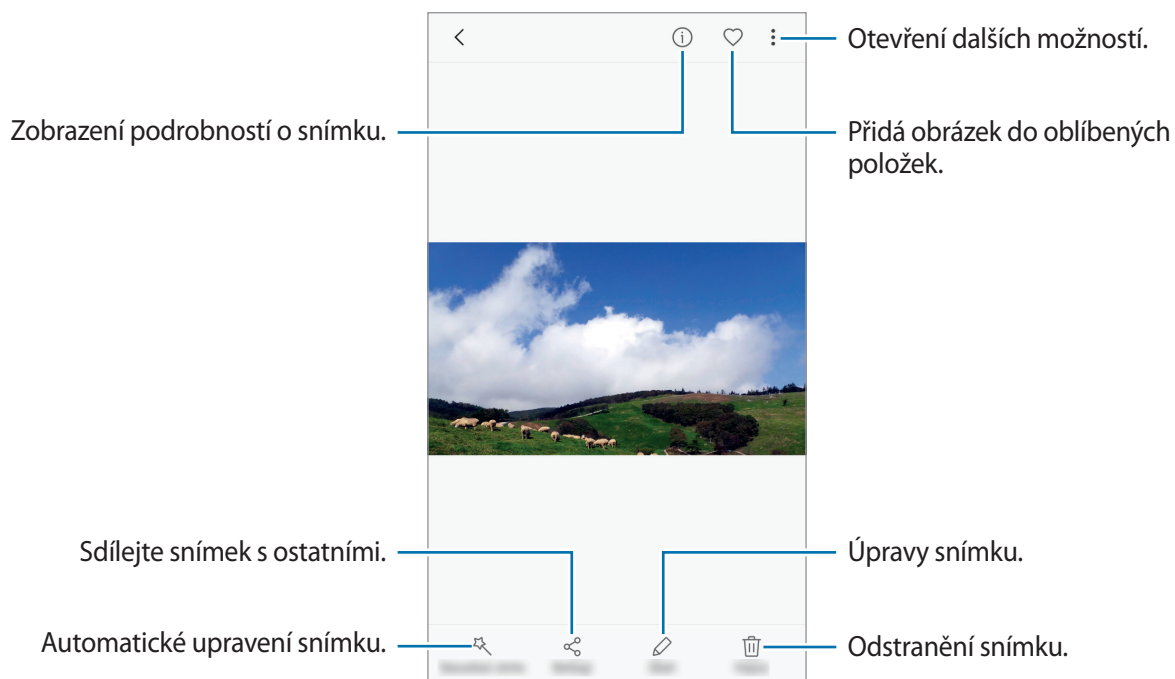 Otevření dalších možností.
Zobrazení podrobností o snímku.
Přidá obrázek do oblíbených
položek.
Sdílejte snímek s ostatními.
Úpravy snímku.
Automatické upravení snímku.
Odstranění snímku.